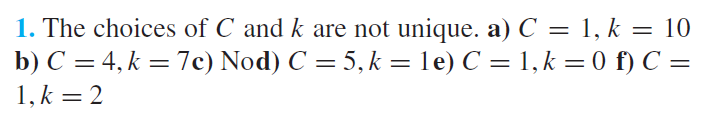 1. The choices of C and k are not unique. a) C = 1, k = 10
b) C = 4, k = 7c) Nod) C = 5, k = 1e) C = 1, k = 0 f) C =
1, k = 2